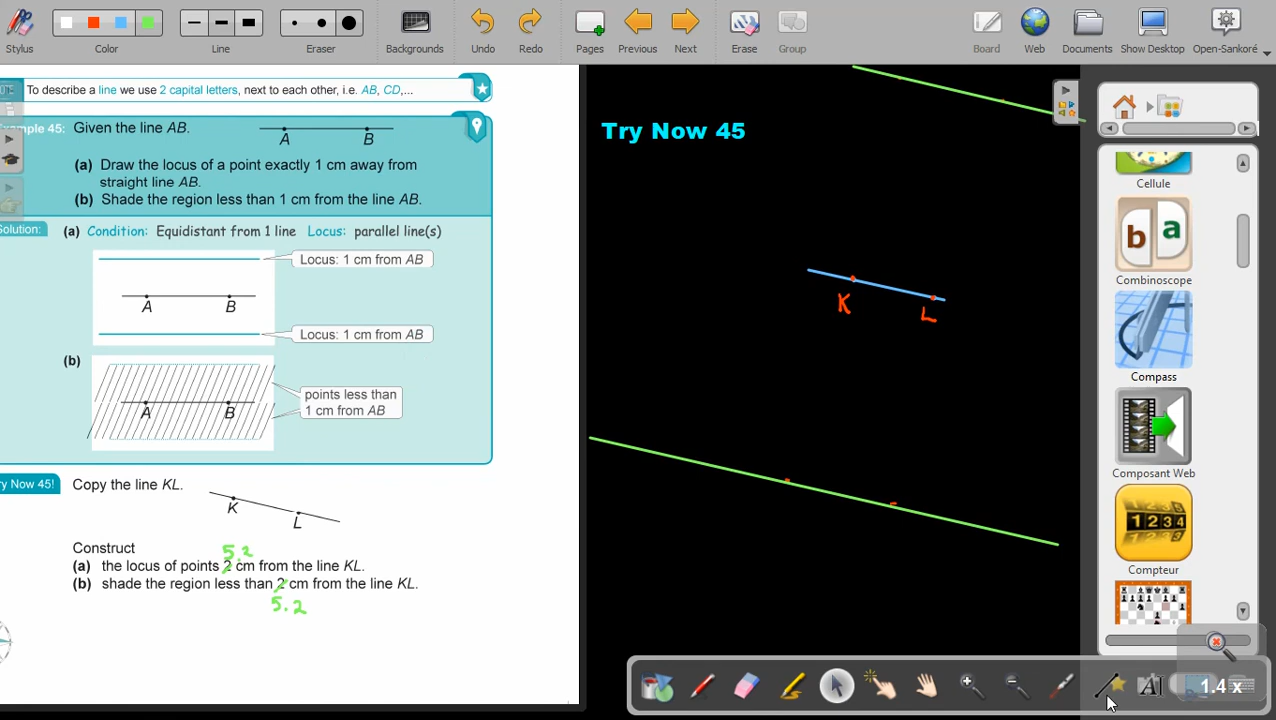 Stylus
Color
Line
Eraser
Backgrounds
Undo
Redo
Pages
Previous
Next
Erase
Group
Board
Web
Documents
Show Desktop
Open-Sankoré
To describe a line we use 2 capital letters, next to each other, i.e. AB, CD,...
Example 45: Given the line AB.
A B
(a) Draw the locus of a point exactly 1 cm away from
straight line AB.
(b) Shade the region less than 1 cm from the line AB.
Solution: (a) Condition: Equidistant from 1 line Locus: parallel line(s)
Locus: 1 cm from AB
A B
Locus: 1 cm from AB
(b)
points less than
1 cm from AB
A B
ry Now 45! Copy the line KL.
K
L
Construct
5.2
(a) the locus of points 2 cm from the line KL.
(b) shade the region less than 2 cm from the line KL.
5.2
Try Now 45
K
L
Cellule
b a
Combinoscope
Compass
Composant Web
1234
Compteur
1.4 x